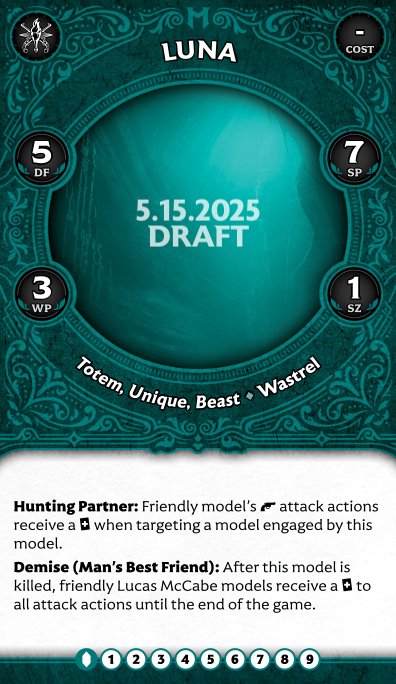 LUNA
-
COST
5
DF
7
SP
5.15.2025
DRAFT
3
WP
1
SZ
Totem, Unique, Beast ♦ Wastrel
Hunting Partner: Friendly model's attack actions
receive a + when targeting a model engaged by this
model.
Demise (Man's Best Friend): After this model is
killed, friendly Lucas McCabe models receive a + to
all attack actions until the end of the game.
1 2 3 4 5 6 7 8 9